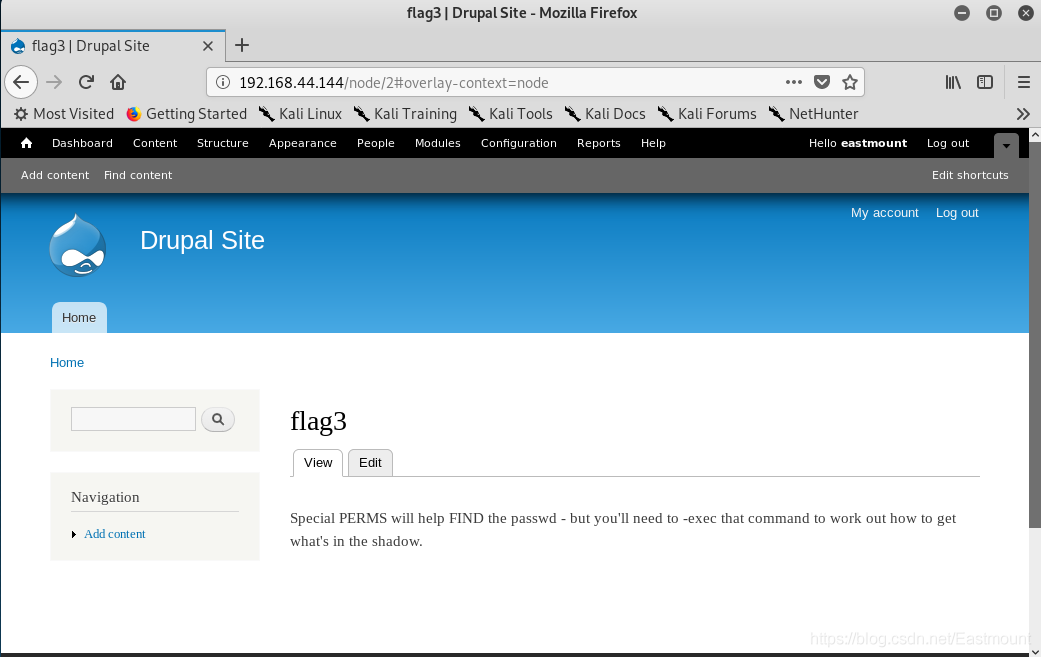 flag3 | Drupal Site - Mozilla Firefox
flag3 | Drupal Site
192.168.44.144/node/2#overlay-context=node
Most Visited Getting Started Kali Linux Kali Training Kali Tools Kali Docs Kali Forums NetHunter
Dashboard Content Structure Appearance People Modules Configuration Reports Help Hello eastmount Log out
Add content Find content Edit shortcuts
My account Log out
Drupal Site
Home
Home
flag3
View Edit
Navigation
Add content
Special PERMS will help FIND the passwd - but you'll need to -exec that command to work out how to get
what's in the shadow.
https://blog.csdn.net/Eastmount